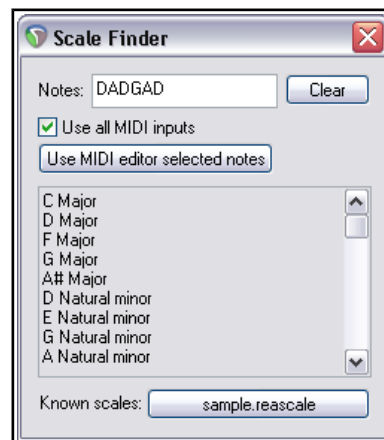 Scale Finder
Notes: DADGAD Clear
Use all MIDI inputs
Use MIDI editor selected notes
C Major
D Major
F Major
G Major
A# Major
D Natural minor
E Natural minor
G Natural minor
A Natural minor
Known scales: sample.reascale